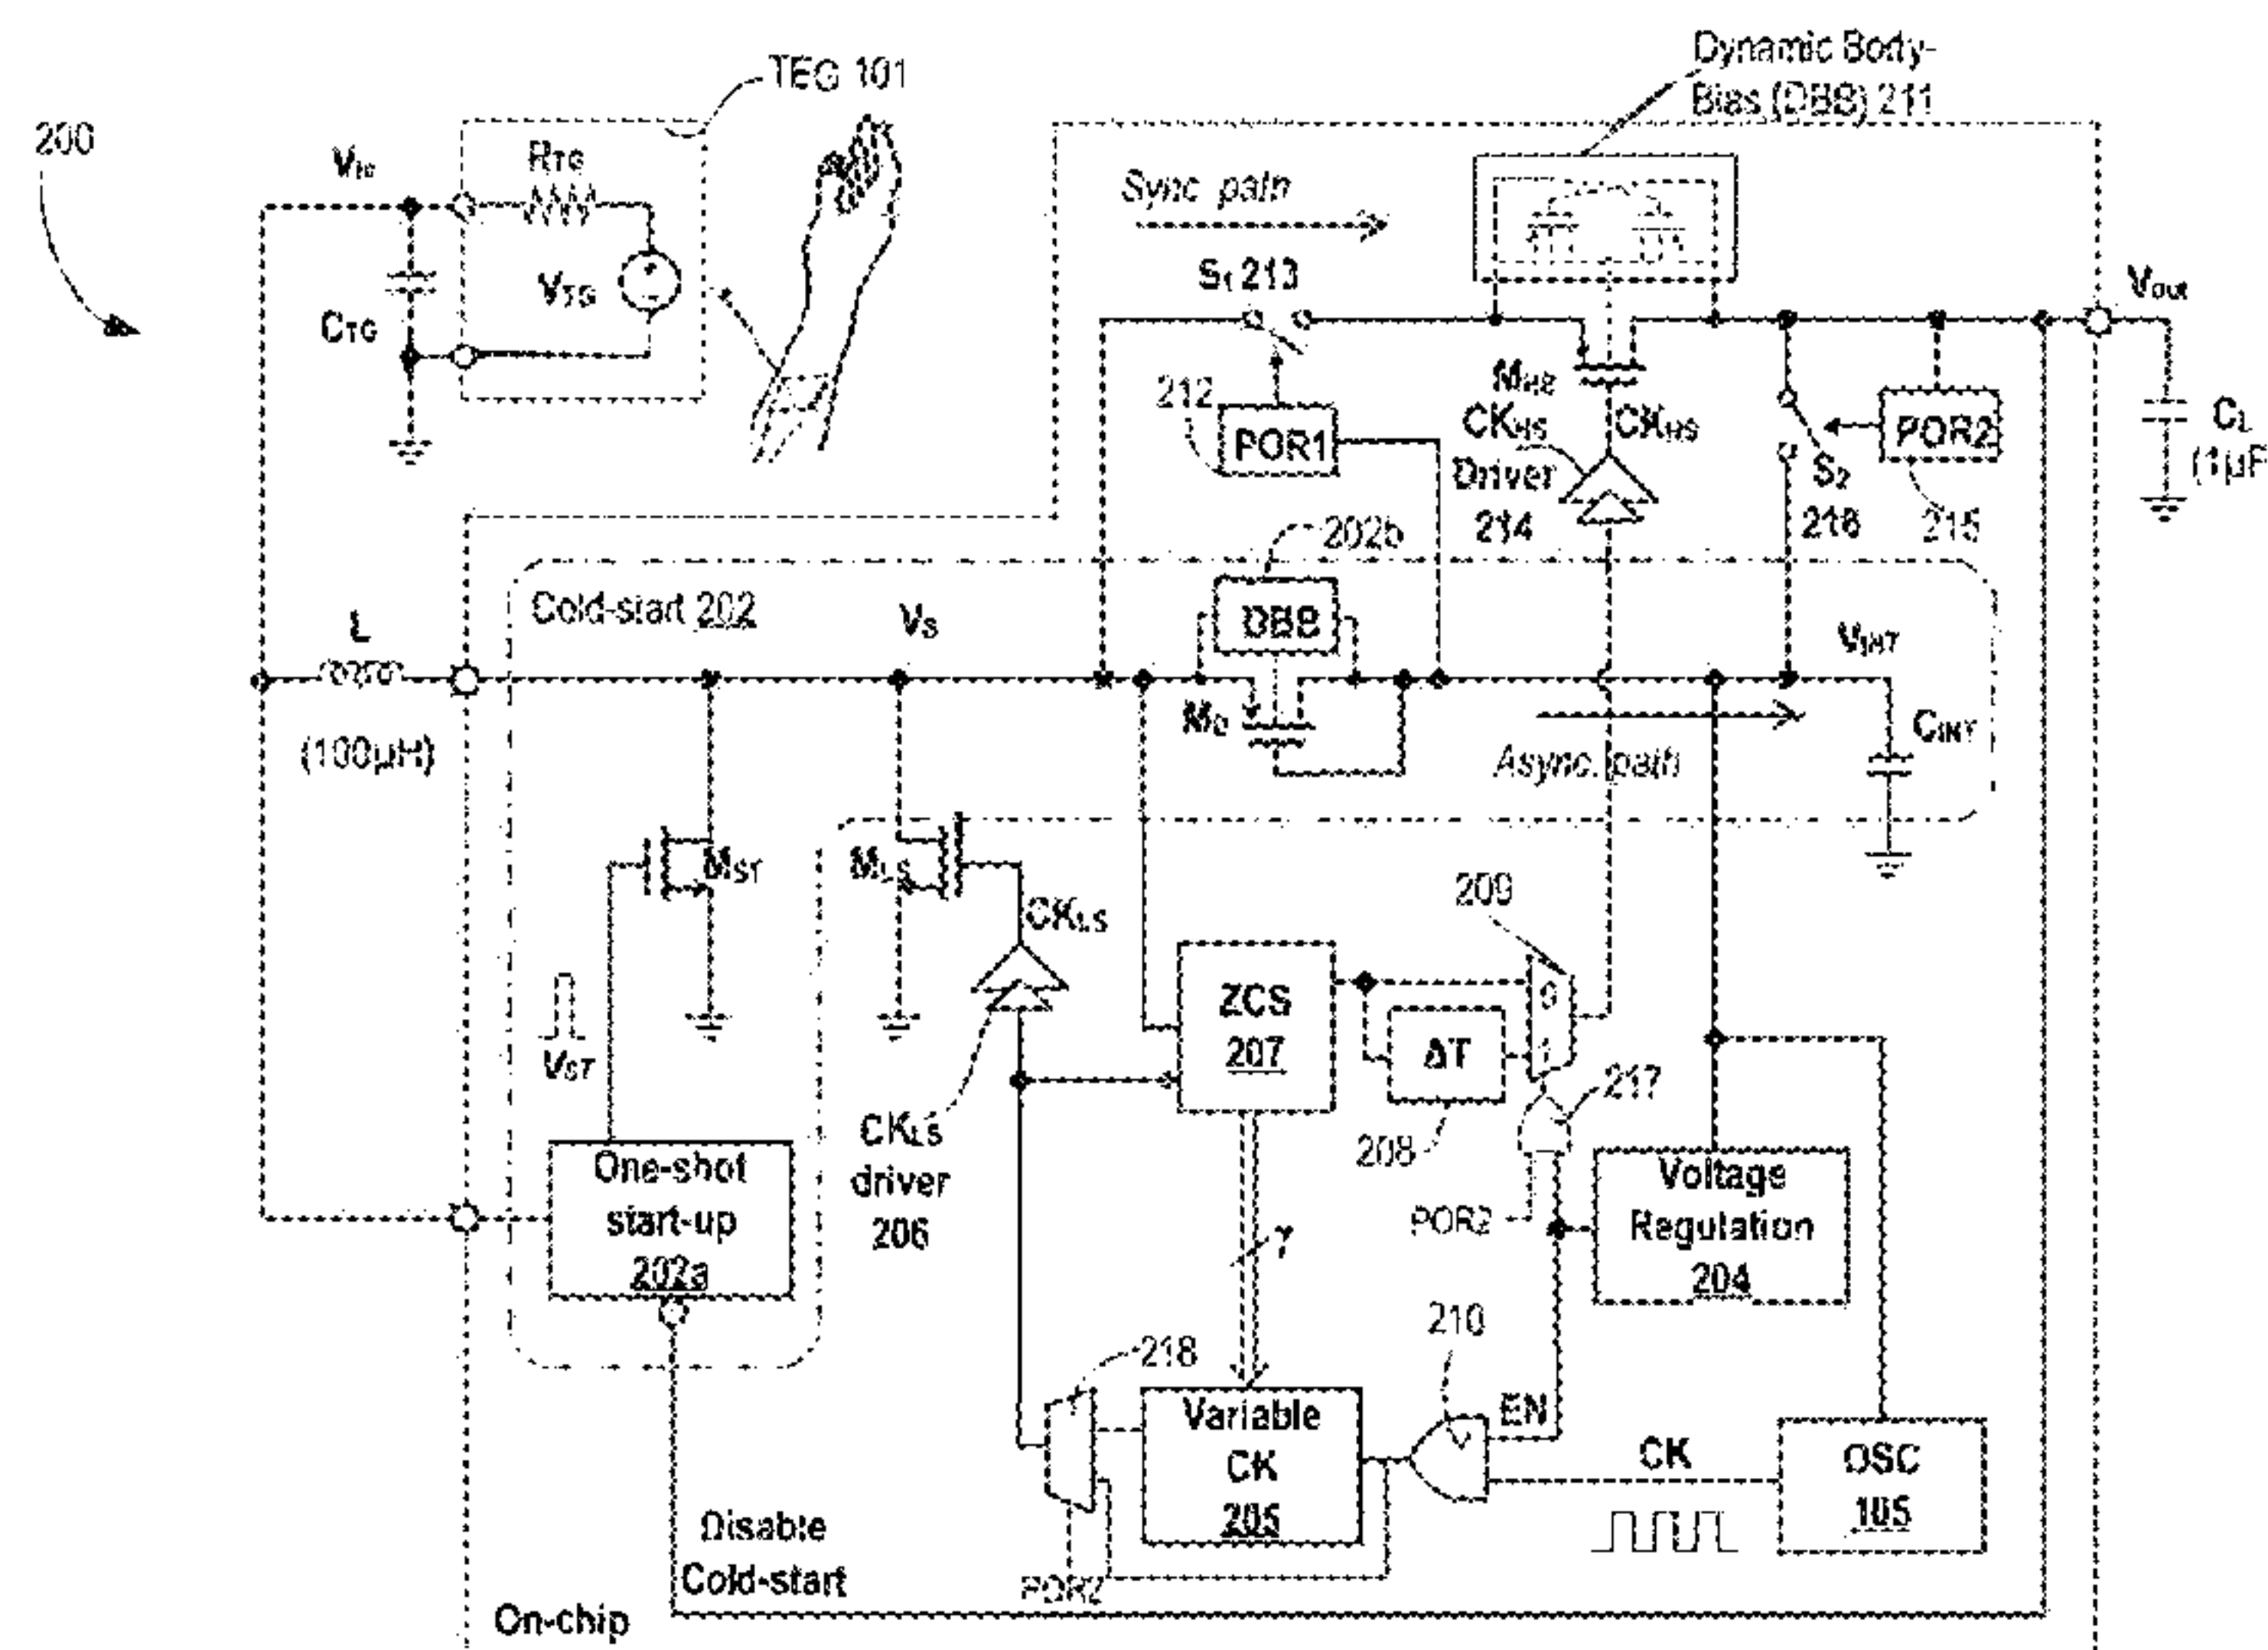 200
TEG 101
Dynamic Body-
Bias (DBB) 211
RTG
VTG
CTG
Sync. path
S1 213
Vout
212
POR1
MHS
CKHS
Driver
214
CKHS
POR2
S2
216
215
CL
(1µF
202b
Cold-start 202
DBB
VS
VINT
L
(100µH)
MD
Async. path
CINT
MST
MLS
CKLS
209
VST
ZCS
207
0
1
ΔT
208
217
CKLS
driver
206
One-shot
start-up
202a
POR2
Voltage
Regulation
204
7
210
218
Variable
CK
205
EN
CK
OSC
105
Disable
Cold-start
POR2
On-chip